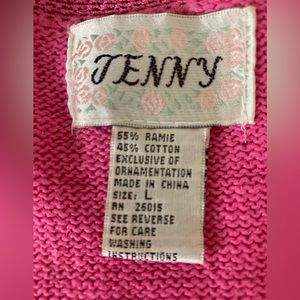 JENNY
55% RAMIE
45% COTTON
EXCLUSIVE OF
ORNAMENTATION
MADE IN CHINA
SIZE: L
RN 26015
SEE REVERSE
FOR CARE
WASHING
INSTRUCTIONS